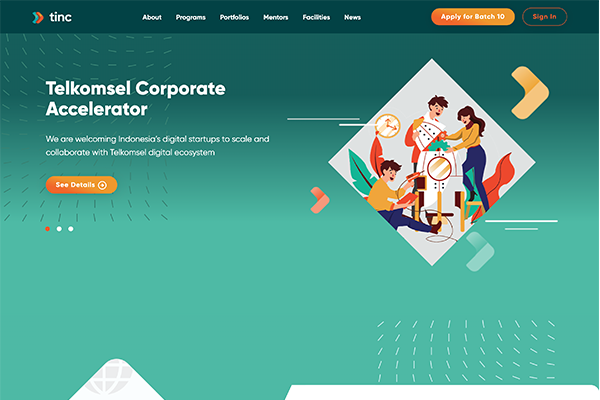 tinc
About Programs Portfolios Mentors Facilities News
Apply for Batch 10
Sign In
Telkomsel Corporate
Accelerator
We are welcoming Indonesia's digital startups to scale and
collaborate with Telkomsel digital ecosystem
See Details